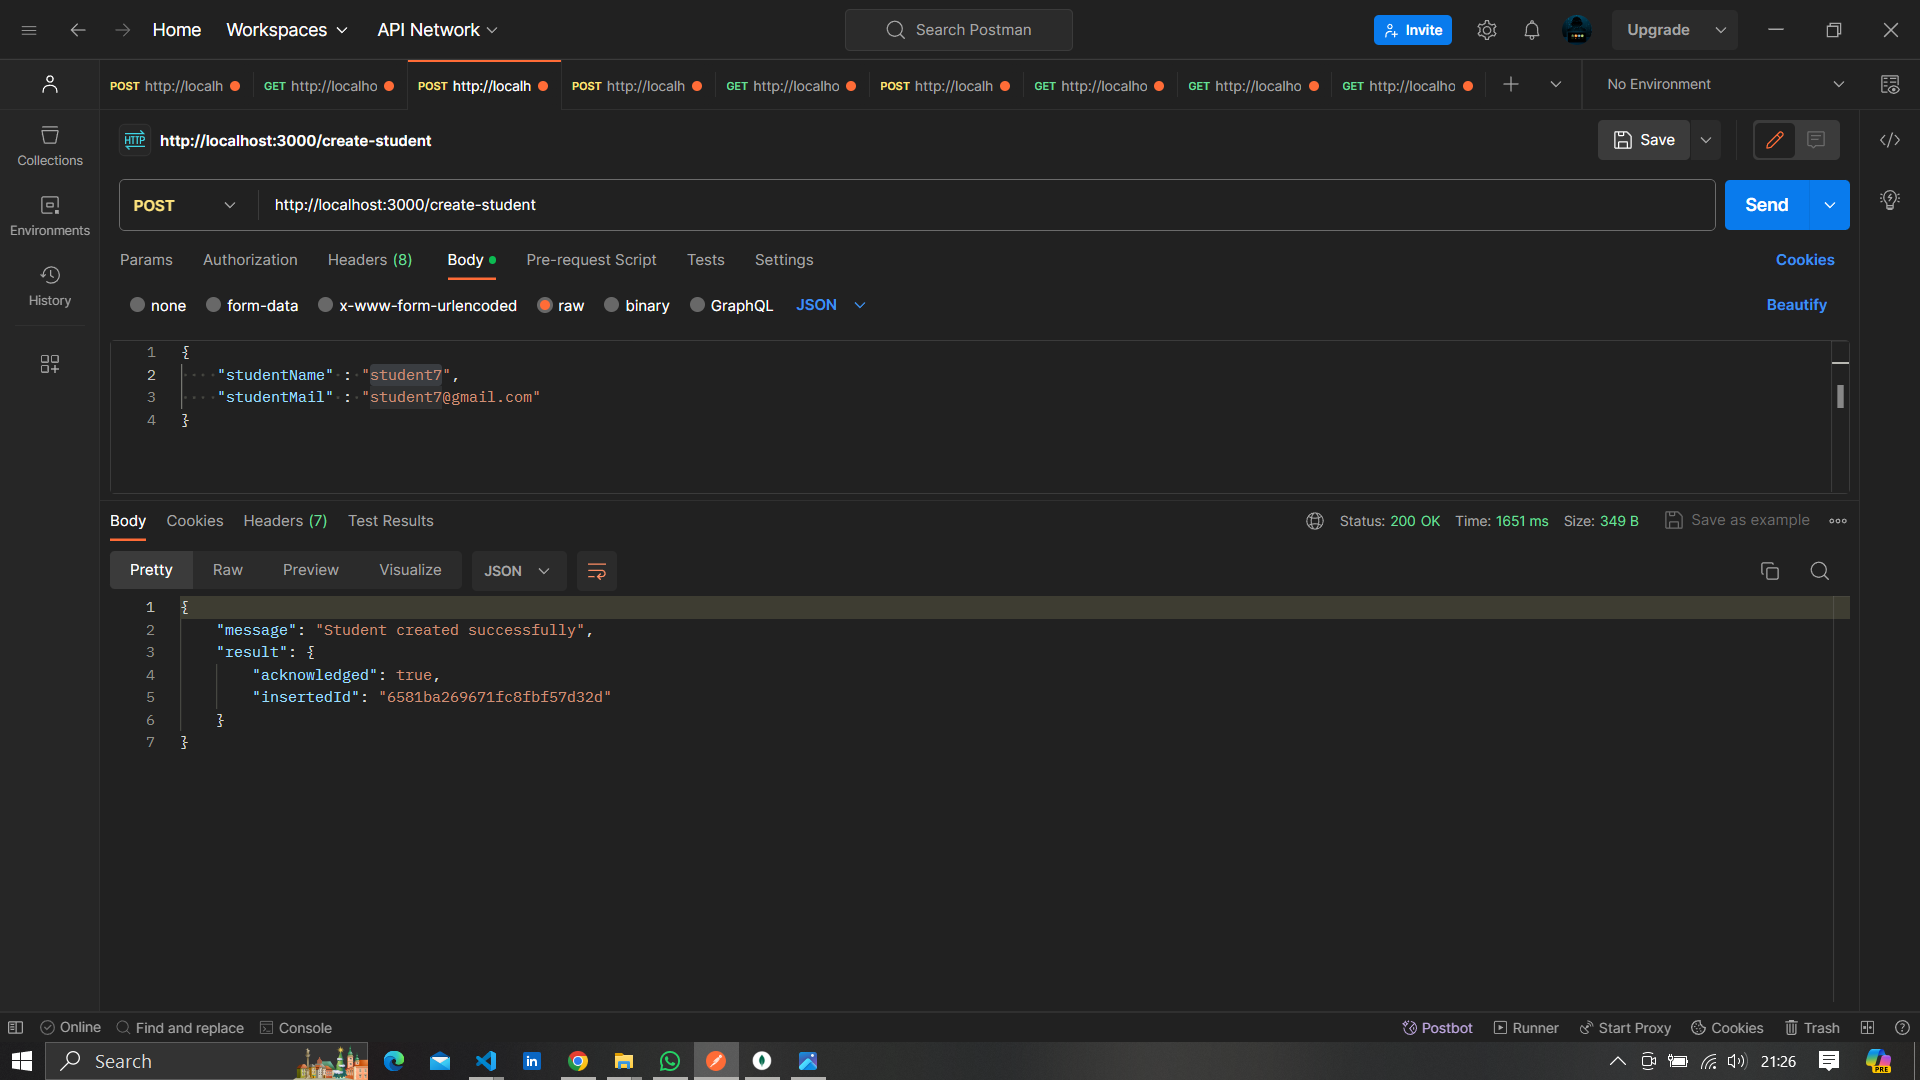 Home Workspaces API Network Search Postman Invite Upgrade
POST http://localh GET http://localho POST http://localh POST http://localh GET http://localho POST http://localh GET http://localho GET http://localho GET http://localho No Environment
HTTP http://localhost:3000/create-student Save
Collections
POST http://localhost:3000/create-student Send
Environments
Params Authorization Headers (8) Body Pre-request Script Tests Settings Cookies
History
none form-data x-www-form-urlencoded raw binary GraphQL JSON Beautify
1 {
2 "studentName" : "student7",
3 "studentMail" : "student7@gmail.com"
4 }
Body Cookies Headers (7) Test Results Status: 200 OK Time: 1651 ms Size: 349 B Save as example
Pretty Raw Preview Visualize JSON
1 {
2 "message": "Student created successfully",
3 "result": {
4 "acknowledged": true,
5 "insertedId": "6581ba269671fc8fbf57d32d"
6 }
7 }
Online Find and replace Console Postbot Runner Start Proxy Cookies Trash
Search in 21:26 PRE